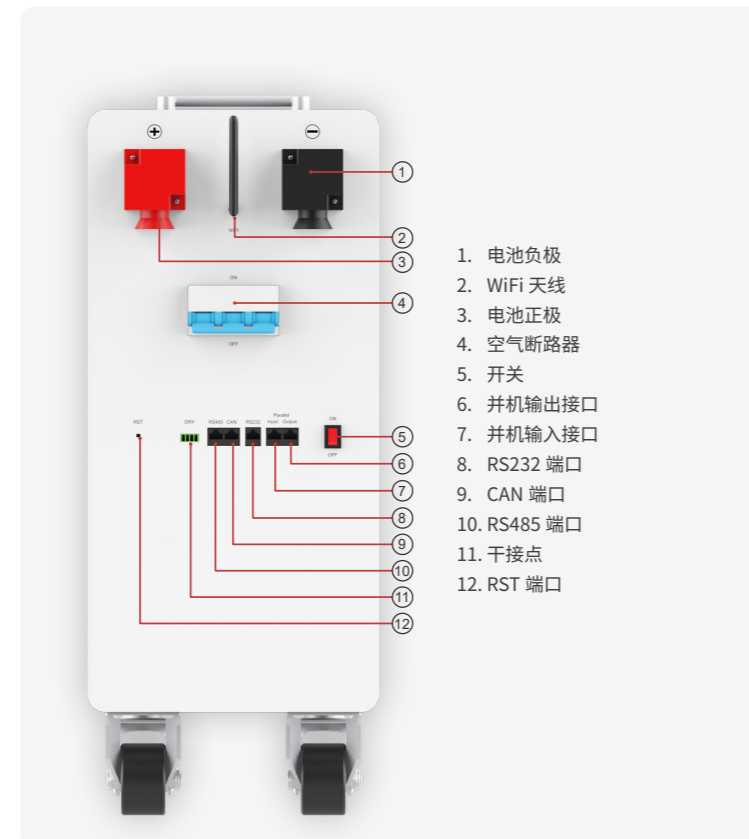 +
−
①
WIFI
②
③
ON
④
OFF
RST
DRY
RS485 CAN
RS232
Parallel
Input Output
ON
OFF
⑤
⑥
⑦
⑧
⑨
⑩
⑪
⑫
1. 电池负极
2. WiFi 天线
3. 电池正极
4. 空气断路器
5. 开关
6. 并机输出接口
7. 并机输入接口
8. RS232 端口
9. CAN 端口
10. RS485 端口
11. 干接点
12. RST 端口